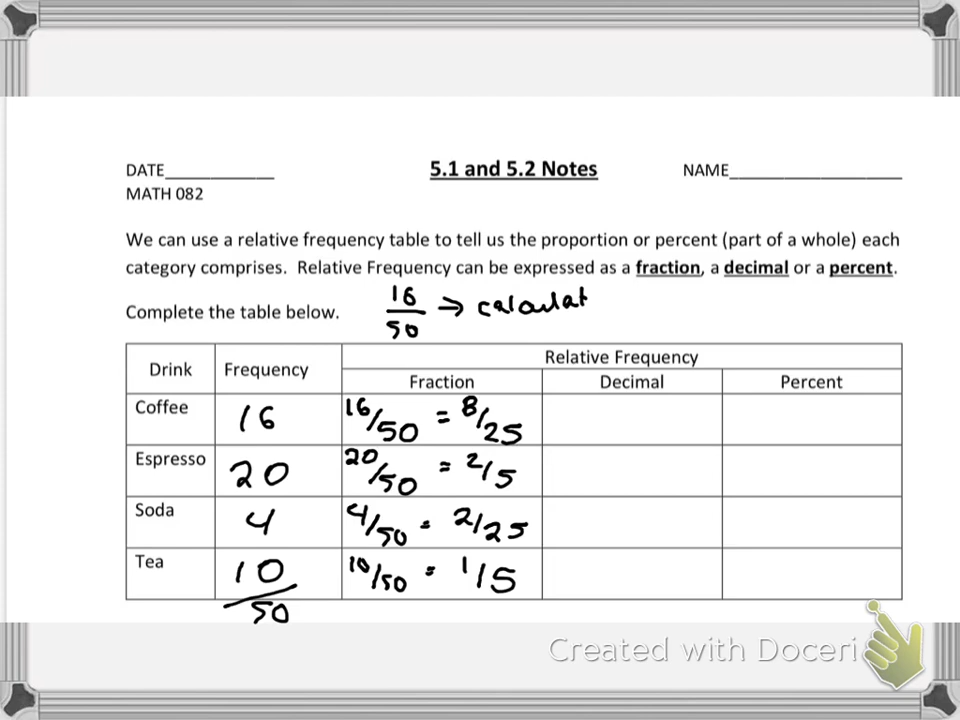 DATE____________ 5.1 and 5.2 Notes NAME___________________
MATH 082
We can use a relative frequency table to tell us the proportion or percent (part of a whole) each
category comprises. Relative Frequency can be expressed as a fraction, a decimal or a percent.
Complete the table below. 16/50 ⇒ calculat
Drink Frequency Relative Frequency
Fraction Decimal Percent
Coffee 16 16/50 = 8/25
Espresso 20 20/50 = 2/5
Soda 4 4/50 = 2/25
Tea 10 10/50 = 1/5
50
Created with Doceri